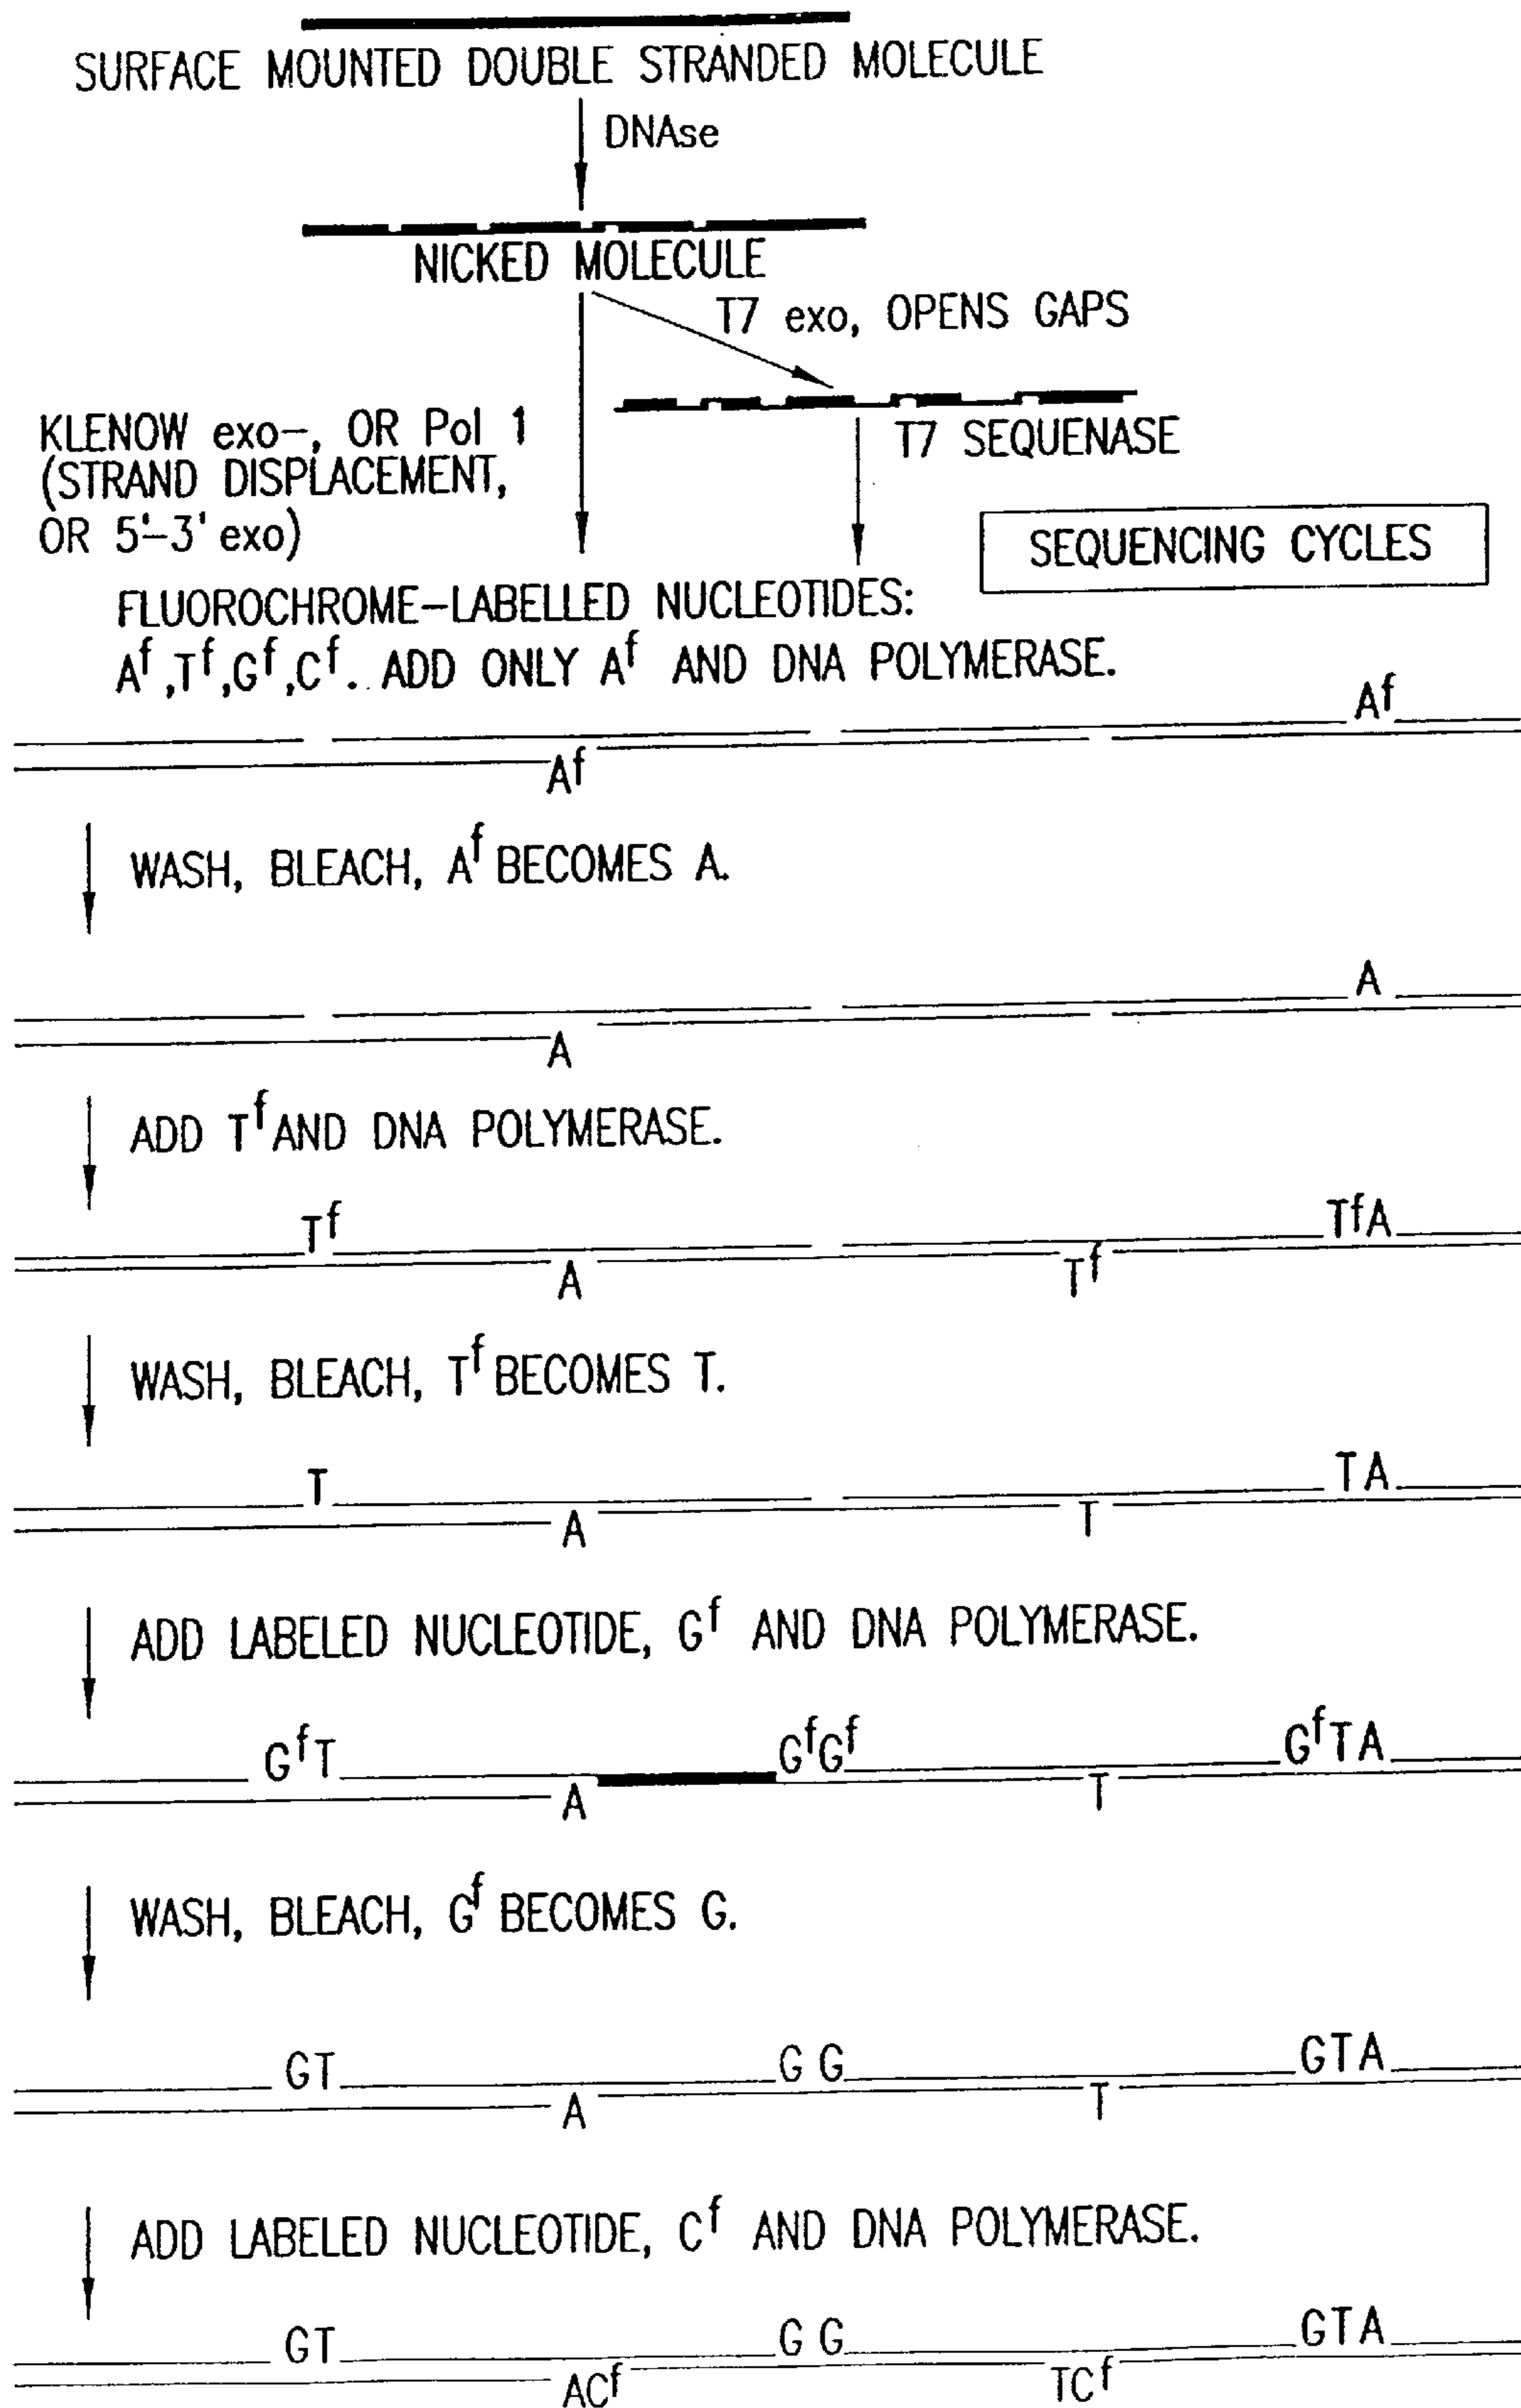 SURFACE MOUNTED DOUBLE STRANDED MOLECULE
DNAse
NICKED MOLECULE
T7 exo, OPENS GAPS
KLENOW exo-, OR Pol 1
(STRAND DISPLACEMENT,
OR 5'-3' exo)
T7 SEQUENASE
SEQUENCING CYCLES
FLUOROCHROME-LABELLED NUCLEOTIDES:
Aᶠ,Tᶠ,Gᶠ,Cᶠ. ADD ONLY Aᶠ AND DNA POLYMERASE.
Aᶠ
Aᶠ
WASH, BLEACH, Aᶠ BECOMES A.
A
A
ADD Tᶠ AND DNA POLYMERASE.
Tᶠ TᶠA
A Tᶠ
WASH, BLEACH, Tᶠ BECOMES T.
T TA
A T
ADD LABELED NUCLEOTIDE, Gᶠ AND DNA POLYMERASE.
GᶠT GᶠGᶠ GᶠTA
A T
WASH, BLEACH, Gᶠ BECOMES G.
GT G G GTA
A T
ADD LABELED NUCLEOTIDE, Cᶠ AND DNA POLYMERASE.
GT G G GTA
ACᶠ TCᶠ